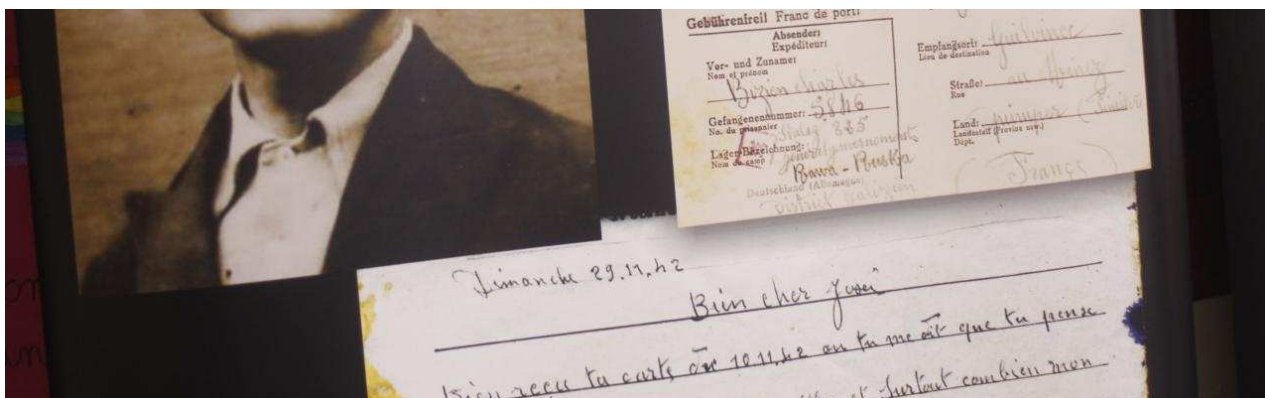 Gebührenfrei! Franc de port!
Absender:
Expéditeur:
Vor- und Zuname:
Nom et prénom
Charles
Gefangenennummer: 5846
No. du prisonnier
Stalag 325
Lager-Bezeichnung:
Nom du camp
Rawa-Ruska
Deutschland (Allemagne)
District
Empfangsort: Guilvinec
Lieu de destination
Straße:
Rue
Land:
Landesteil (Provinz usw.)
Dépt.
France
Dimanche 29.11.42
Bien cher José
Bien reçu ta carte du 10.11.42 ou tu me dit que tu pense
et surtout combien mon